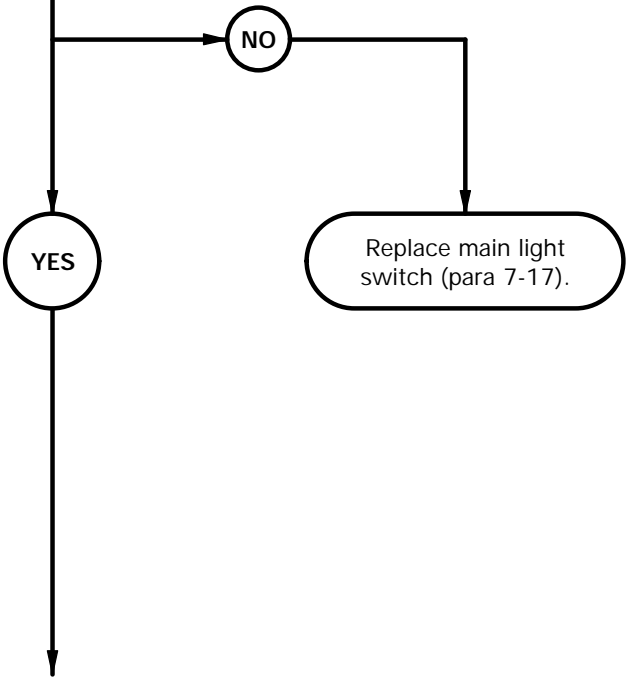 NO
YES
Replace main light
switch (para 7-17).